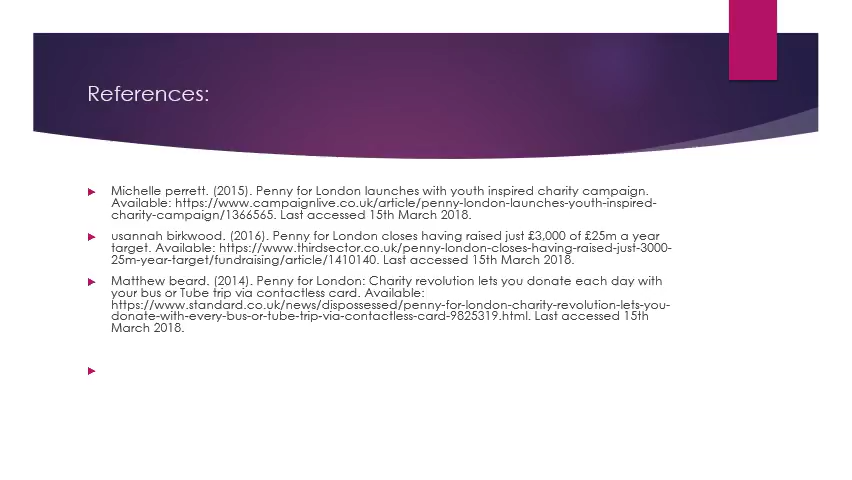 References:
Michelle perrett. (2015). Penny for London launches with youth inspired charity campaign.
Available: https://www.campaignlive.co.uk/article/penny-london-launches-youth-inspired-
charity-campaign/1366565. Last accessed 15th March 2018.
usannah birkwood. (2016). Penny for London closes having raised just £3,000 of £25m a year
target. Available: https://www.thirdsector.co.uk/penny-london-closes-having-raised-just-3000-
25m-year-target/fundraising/article/1410140. Last accessed 15th March 2018.
Matthew beard. (2014). Penny for London: Charity revolution lets you donate each day with
your bus or Tube trip via contactless card. Available:
https://www.standard.co.uk/news/dispossessed/penny-for-london-charity-revolution-lets-you-
donate-with-every-bus-or-tube-trip-via-contactless-card-9825319.html. Last accessed 15th
March 2018.